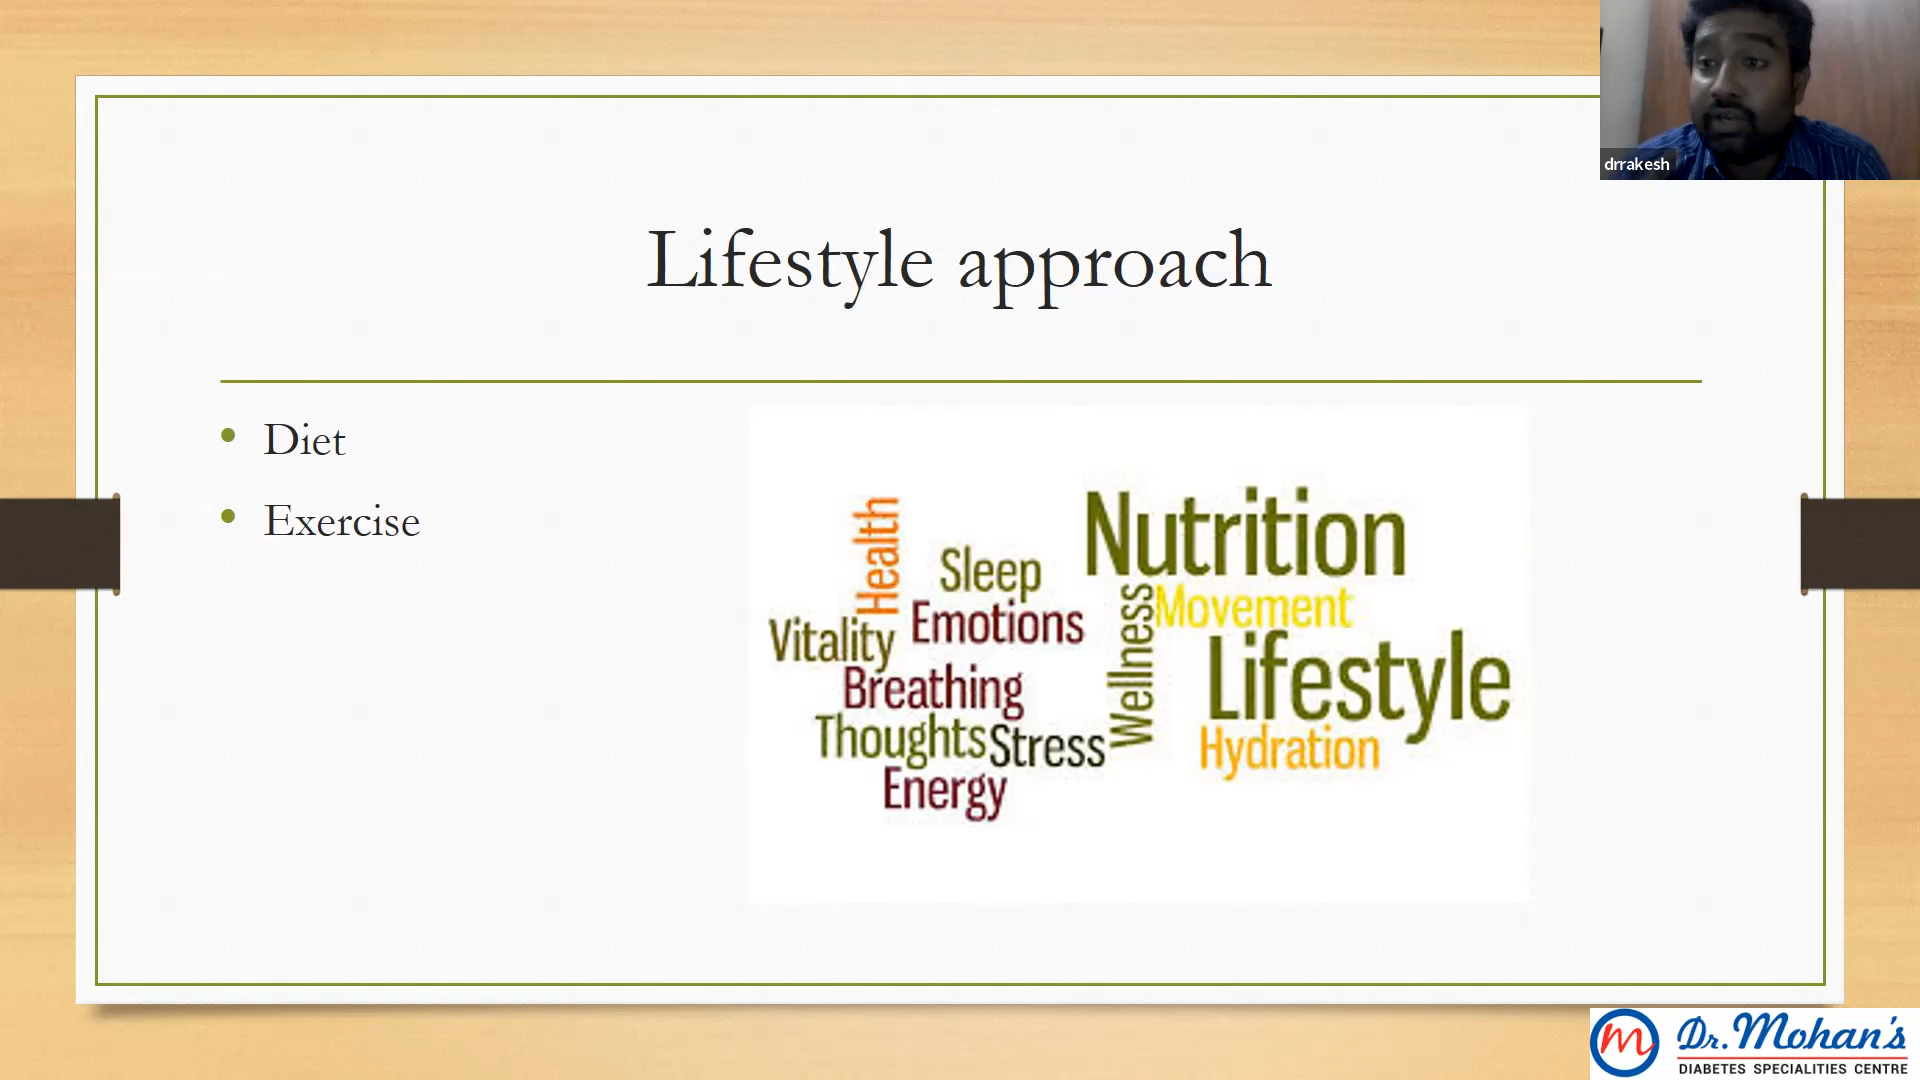 drrakesh
Lifestyle approach
• Diet
• Exercise
Health
Sleep
Nutrition
Emotions
Vitality
Wellness
Movement
Breathing
Lifestyle
Thoughts
Stress
Hydration
Energy
m Dr. Mohan's
DIABETES SPECIALITIES CENTRE